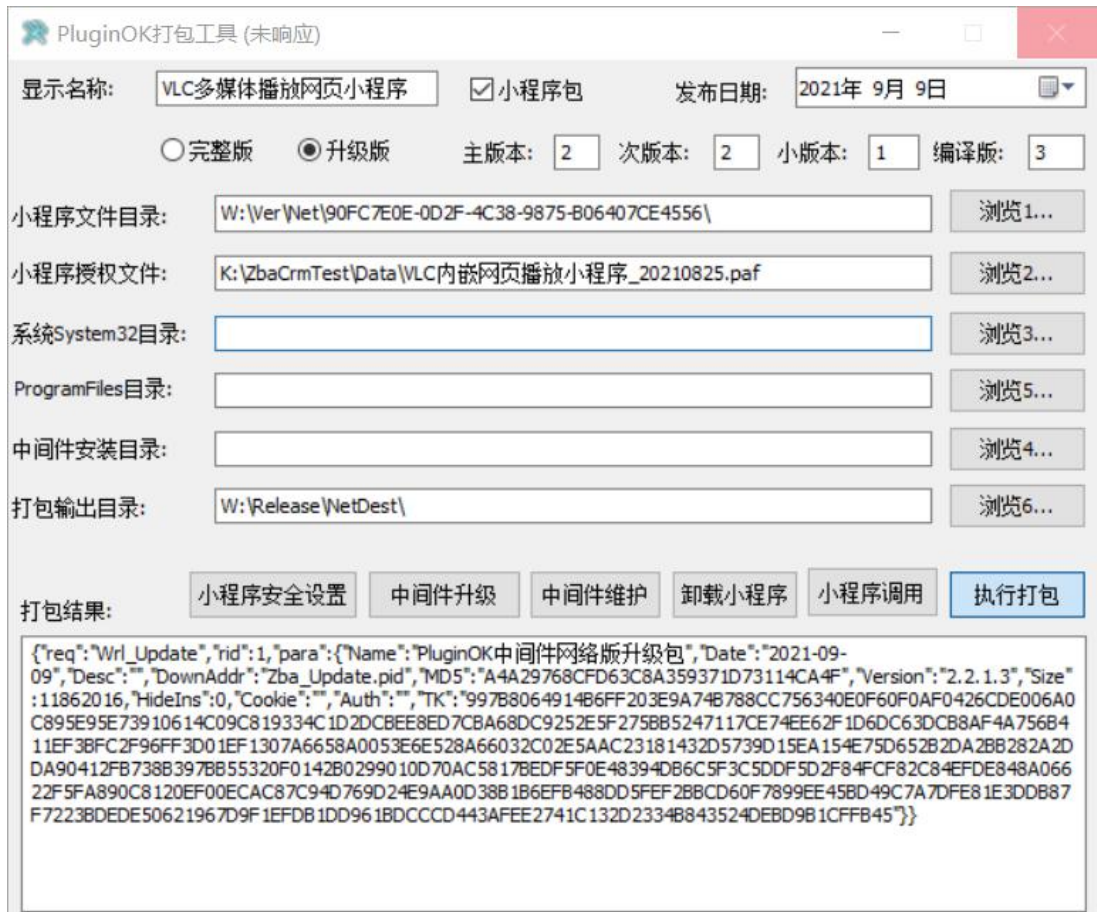 PluginOK打包工具 (未响应)
显示名称: VLC多媒体播放网页小程序 小程序包 发布日期: 2021年 9月 9日
完整版 升级版 主版本: 2 次版本: 2 小版本: 1 编译版: 3
小程序文件目录: W:\Ver\Net\90FC7E0E-0D2F-4C38-9875-B06407CE4556\ 浏览1...
小程序授权文件: K:\ZbaCrmTest\Data\VLC内嵌网页播放小程序_20210825.paf 浏览2...
系统System32目录: 浏览3...
ProgramFiles目录: 浏览5...
中间件安装目录: 浏览4...
打包输出目录: W:\Release\NetDest\ 浏览6...
打包结果: 小程序安全设置 中间件升级 中间件维护 卸载小程序 小程序调用 执行打包
{"req":"Wrl_Update","rid":1,"para":{"Name":"PluginOK中间件网络版升级包","Date":"2021-09-
09","Desc":"","DownAddr":"Zba_Update.pid","MD5":"A4A29768CFD63C8A359371D73114CA4F","Version":"2.2.1.3","Size"
:11862016,"HideIns":0,"Cookie":"","Auth":"","TK":"997B8064914B6FF203E9A74B788CC756340E0F60F0AF0426CDE006A0
C895E95E73910614C09C819334C1D2DCBEE8ED7CBA68DC9252E5F275BB5247117CE74EE62F1D6DC63DCB8AF4A756B4
411EF3BFC2F96FF3D01EF1307A6658A0053E6E528A66032C02E5AAC23181432D5739D15EA154E75D652B2DA2BB282A2D
DA90412FB738B397BB55320F0142B0299010D70AC5817BEDF5F0E48394DB6C5F3C5DDF5D2F84FCF82C84EFDE848A066
22F5FA890C8120EF00ECAC87C94D769D24E9AA0D38B1B6EFB488DD5FEF2BBCD60F7899EE45BD49C7A7DFE81E3DDB87
F7223BDEDE50621967D9F1EFDB1DD961BDCCCD443AFEE2741C132D2334B843524DEBD9B1CFFB45"}}